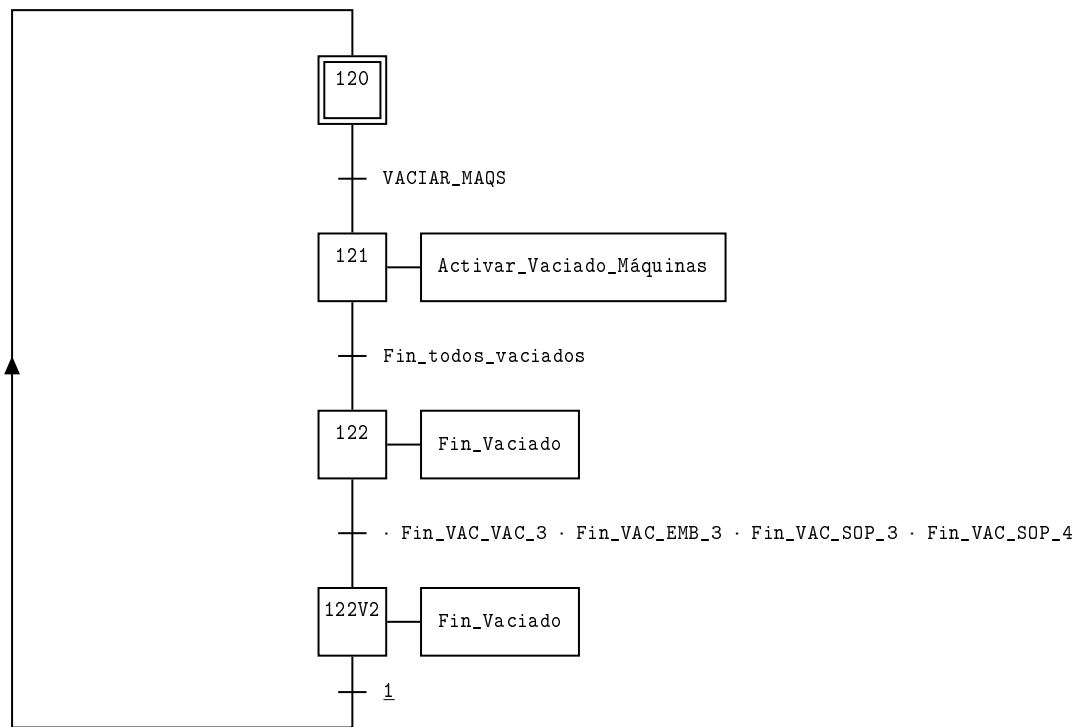 120
VACIAR_MAQS
121
Activar_Vaciado_Máquinas
Fin_todos_vaciados
122
Fin_Vaciado
· Fin_VAC_VAC_3 · Fin_VAC_EMB_3 · Fin_VAC_SOP_3 · Fin_VAC_SOP_4
122V2
Fin_Vaciado
1